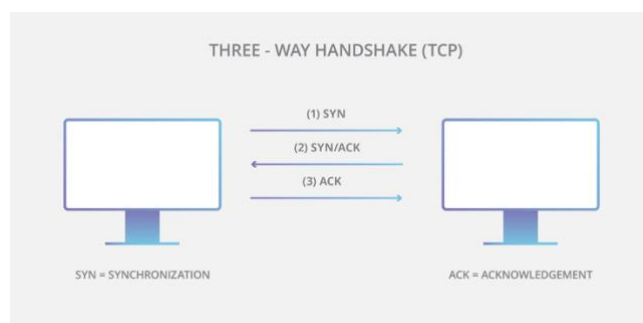 THREE - WAY HANDSHAKE (TCP)
(1) SYN
(2) SYN/ACK
(3) ACK
SYN = SYNCHRONIZATION
ACK = ACKNOWLEDGEMENT